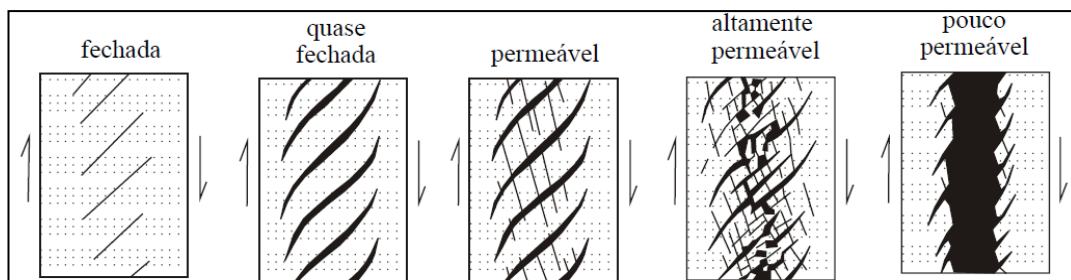 fechada
quase
fechada
permeável
altamente
permeável
pouco
permeável